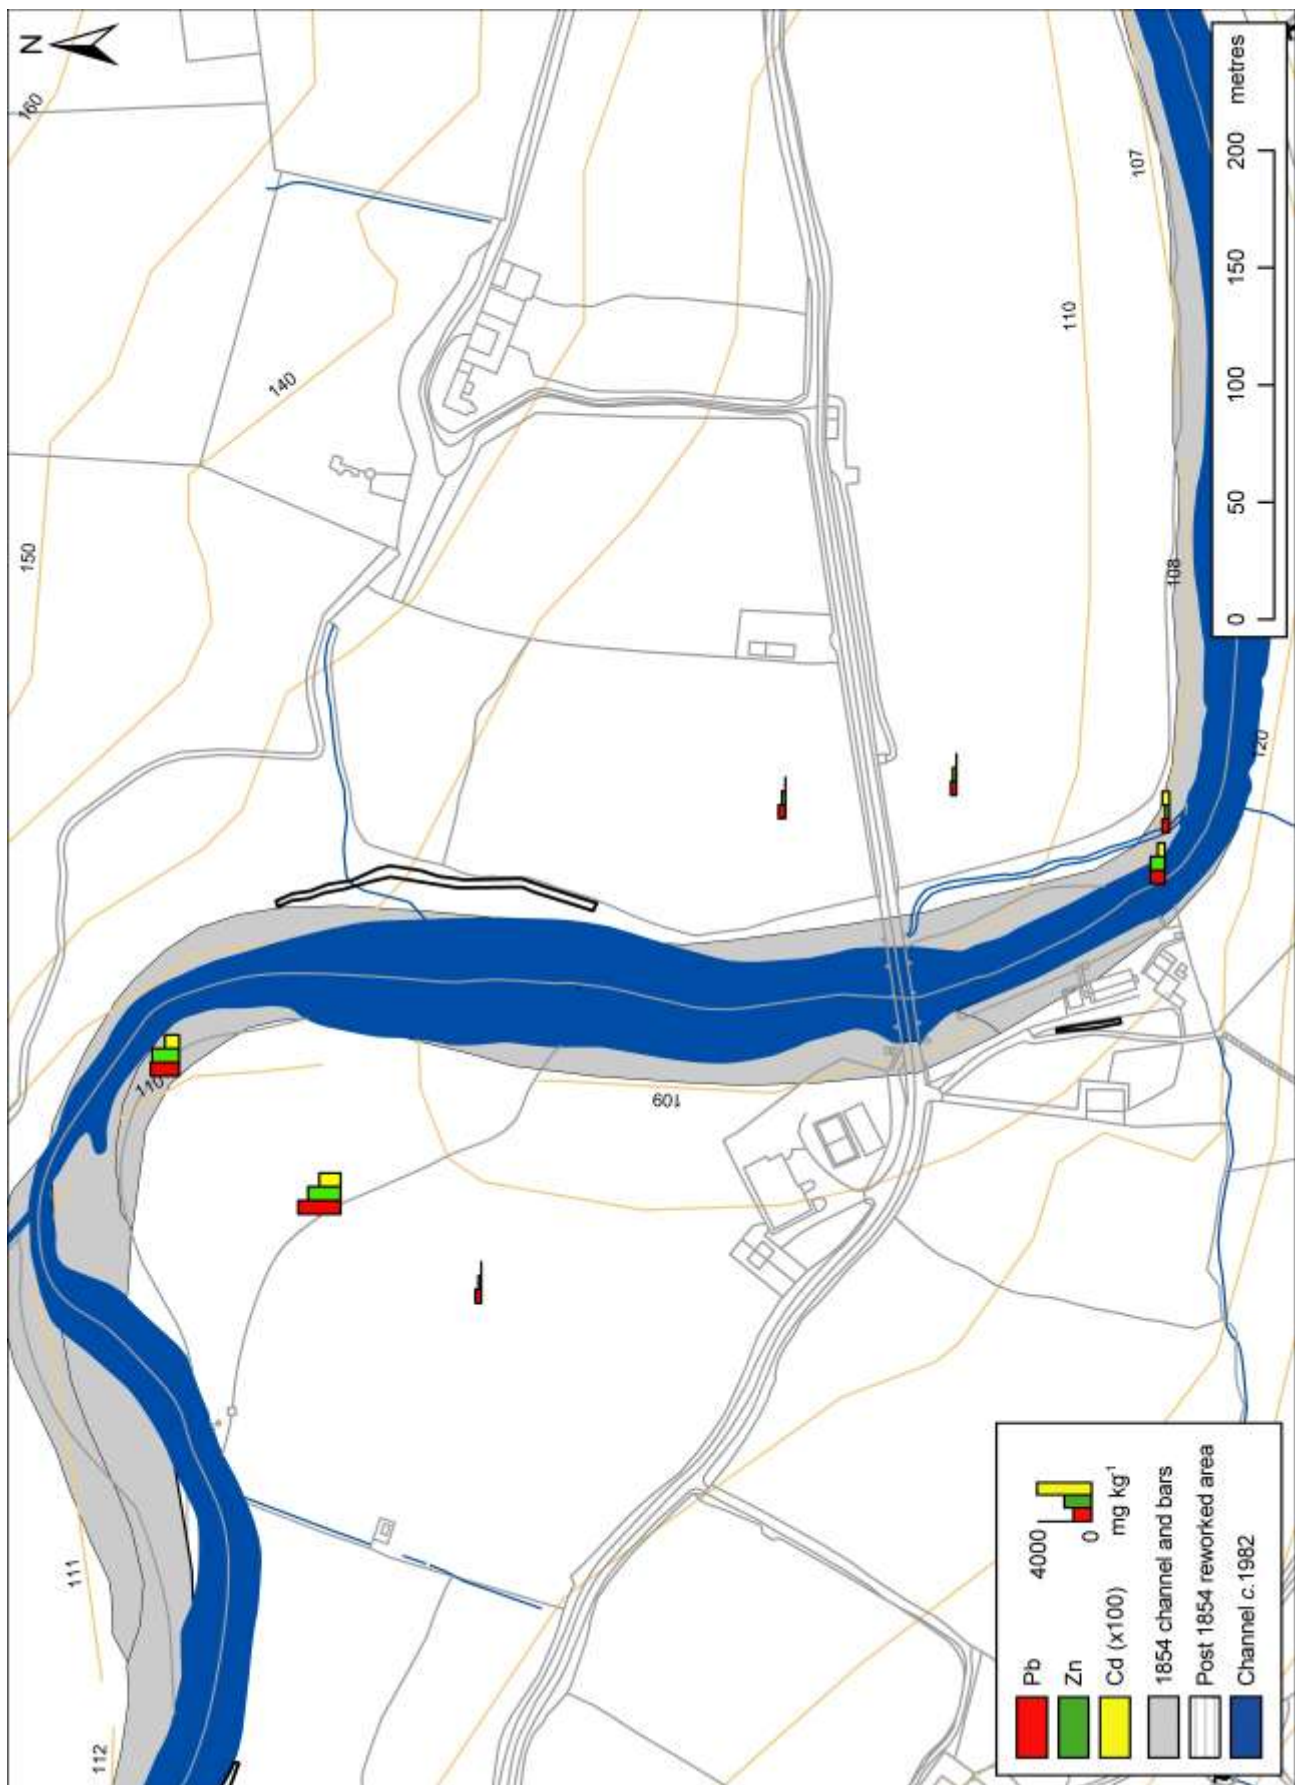 N
160
150
140
110
107
108
120
109
110
111
112
0 50 100 150 200 metres
Pb
Zn
Cd (x100)
4000
0
mg kg-1
1854 channel and bars
Post 1854 reworked area
Channel c.1982